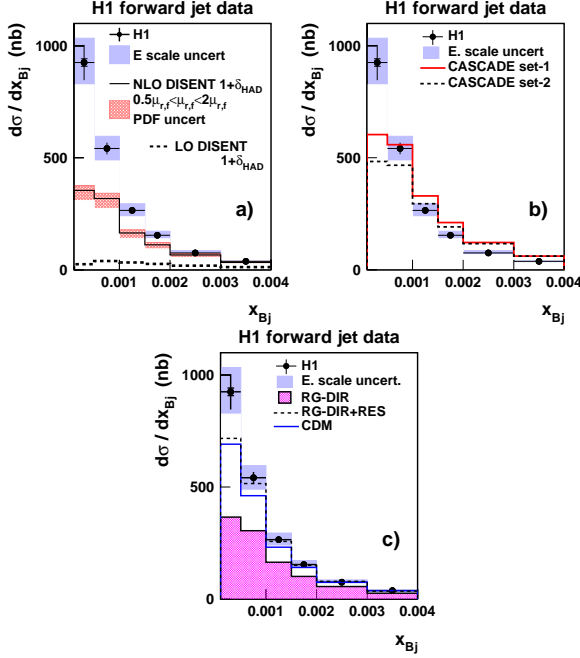 H1 forward jet data
dσ / dx_Bj (nb)
1000
500
0
H1
E scale uncert
NLO DISENT 1+δ_HAD
0.5μ_r,f<μ_r,f<2μ_r,f
PDF uncert
LO DISENT
1+δ_HAD
a)
0.001 0.002 0.003 0.004
x_Bj
H1 forward jet data
dσ / dx_Bj (nb)
1000
500
0
H1
E. scale uncert
CASCADE set-1
CASCADE set-2
b)
0.001 0.002 0.003 0.004
x_Bj
H1 forward jet data
dσ / dx_Bj (nb)
1000
500
0
H1
E. scale uncert.
RG-DIR
RG-DIR+RES
CDM
c)
0.001 0.002 0.003 0.004
x_Bj